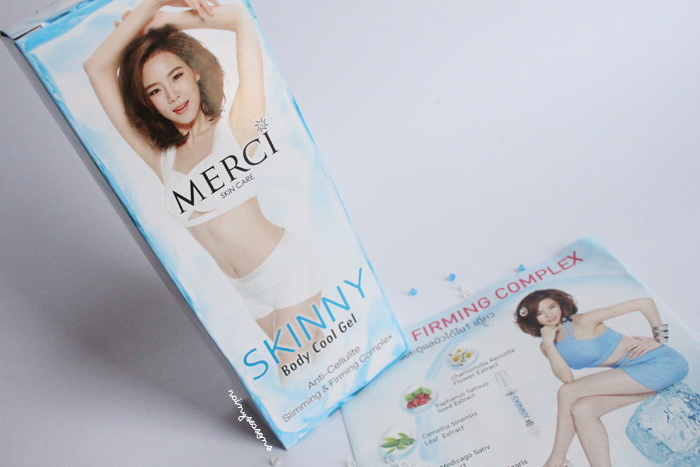 MERCI
SKIN CARE
SKINNY
Body Cool Gel
Anti-Cellulite
Slimming & Firming Complex
rainyseasons
FIRMING COMPLEX
Chamomilla Recutita
Flower Extract
Raphanus Sativus
Seed Extract
Camellia Sinensis
Leaf Extract
Medicago Sativ